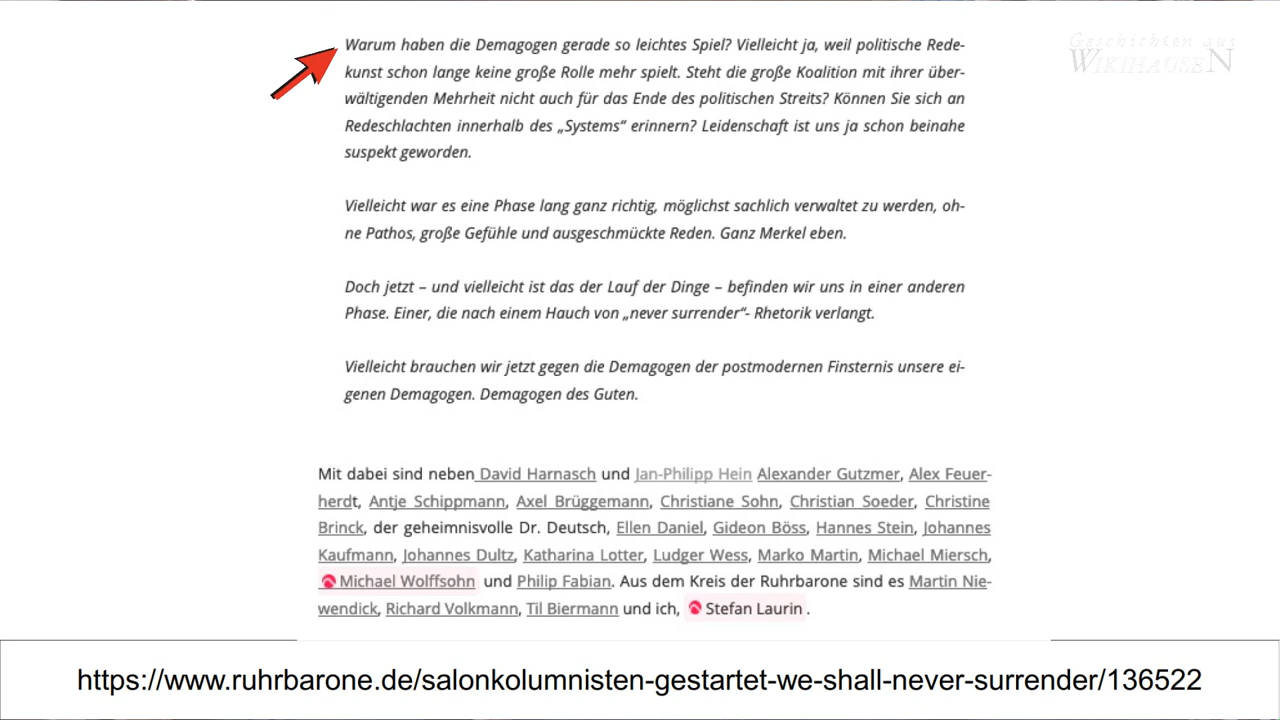 Geschichten aus
WIKIHAUSEN
Warum haben die Demagogen gerade so leichtes Spiel? Vielleicht ja, weil politische Rede-
kunst schon lange keine große Rolle mehr spielt. Steht die große Koalition mit ihrer über-
wältigenden Mehrheit nicht auch für das Ende des politischen Streits? Können Sie sich an
Redeschlachten innerhalb des „Systems“ erinnern? Leidenschaft ist uns ja schon beinahe
suspekt geworden.
Vielleicht war es eine Phase lang ganz richtig, möglichst sachlich verwaltet zu werden, oh-
ne Pathos, große Gefühle und ausgeschmückte Reden. Ganz Merkel eben.
Doch jetzt – und vielleicht ist das der Lauf der Dinge – befinden wir uns in einer anderen
Phase. Einer, die nach einem Hauch von „never surrender“- Rhetorik verlangt.
Vielleicht brauchen wir jetzt gegen die Demagogen der postmodernen Finsternis unsere ei-
genen Demagogen. Demagogen des Guten.
Mit dabei sind neben David Harnasch und Jan-Philipp Hein Alexander Gutzmer, Alex Feuer-
herdt, Antje Schippmann, Axel Brüggemann, Christiane Sohn, Christian Soeder, Christine
Brinck, der geheimnisvolle Dr. Deutsch, Ellen Daniel, Gideon Böss, Hannes Stein, Johannes
Kaufmann, Johannes Dultz, Katharina Lotter, Ludger Wess, Marko Martin, Michael Miersch,
Michael Wolffsohn und Philip Fabian. Aus dem Kreis der Ruhrbarone sind es Martin Nie-
wendick, Richard Volkmann, Til Biermann und ich, Stefan Laurin .
https://www.ruhrbarone.de/salonkolumnisten-gestartet-we-shall-never-surrender/136522